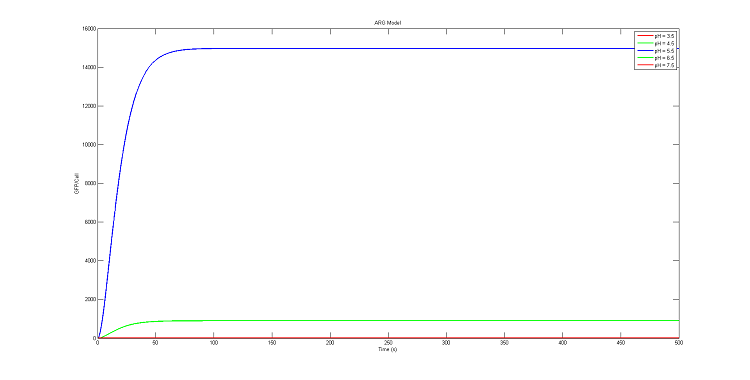 ARG Model
16000
14000
12000
10000
8000
6000
4000
2000
0
GFP/Cell
0 50 100 150 200 250 300 350 400 450 500
Time (s)
pH = 3.5
pH = 4.5
pH = 5.5
pH = 6.5
pH = 7.5